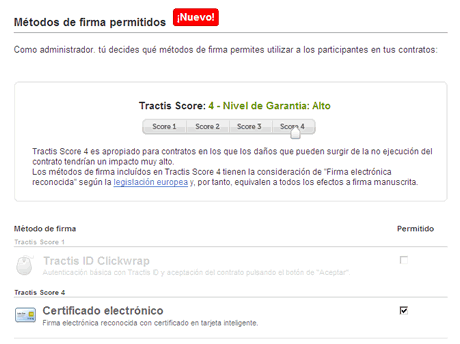 Métodos de firma permitidos ¡Nuevo!
Como administrador. tú decides qué métodos de firma permites utilizar a los participantes en tus contratos:
Tractis Score: 4 - Nivel de Garantia: Alto
Score 1 Score 2 Score 3 Score 4
Tractis Score 4 es apropiado para contratos en los que los daños que pueden surgir de la no ejecución del
contrato tendrían un impacto muy alto.
Los métodos de firma incluídos en Tractis Score 4 tienen la consideración de "Firma electrónica
reconocida" según la legislación europea y, por tanto, equivalen a todos los efectos a firma manuscrita.
Método de firma Permitido
Tractis Score 1
Tractis ID Clickwrap
Autenticación básica con Tractis ID y aceptación del contrato pulsando el botón de "Aceptar".
Tractis Score 4
Certificado electrónico
Firma electrónica reconocida con certificado en tarjeta inteligente.